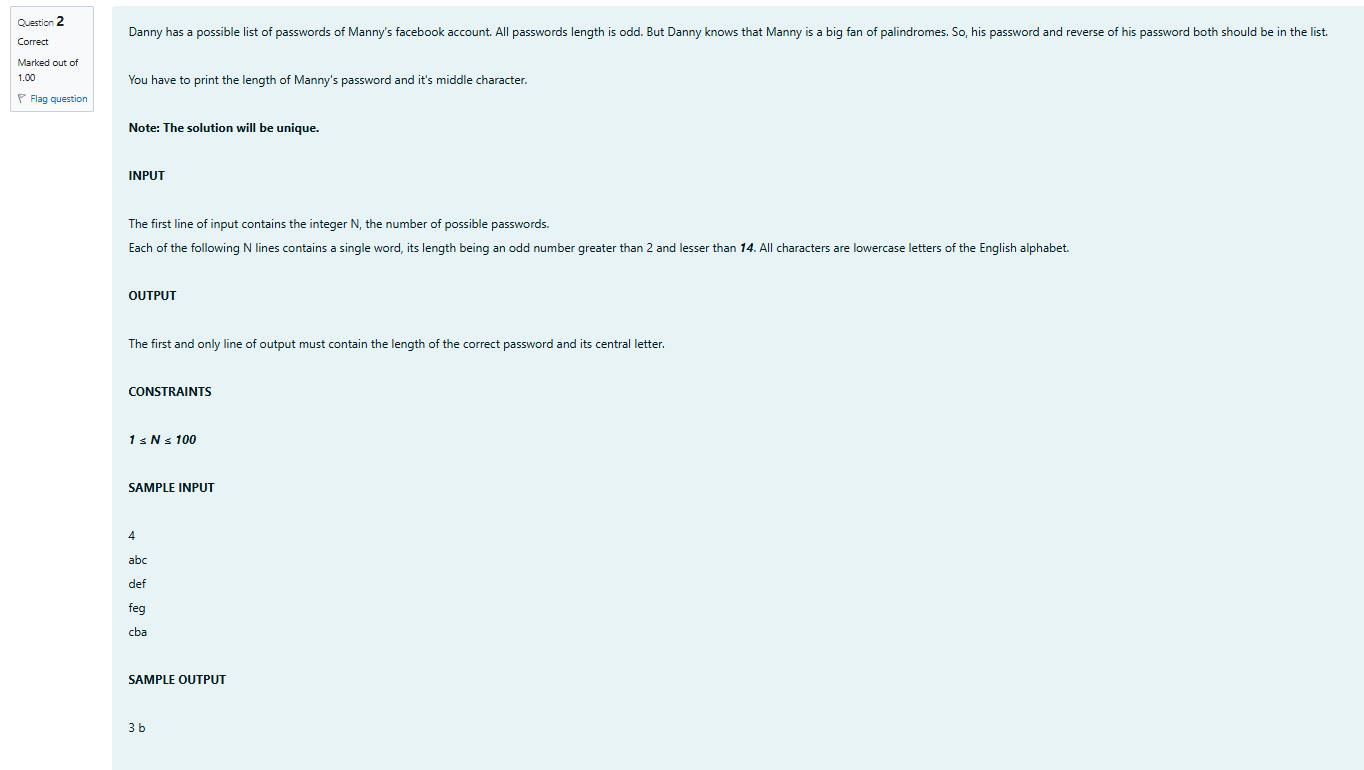 Question 2
Correct
Marked out of
1.00
Flag question
Danny has a possible list of passwords of Manny's facebook account. All passwords length is odd. But Danny knows that Manny is a big fan of palindromes. So, his password and reverse of his password both should be in the list.
You have to print the length of Manny's password and it's middle character.
Note: The solution will be unique.
INPUT
The first line of input contains the integer N, the number of possible passwords.
Each of the following N lines contains a single word, its length being an odd number greater than 2 and lesser than 14. All characters are lowercase letters of the English alphabet.
OUTPUT
The first and only line of output must contain the length of the correct password and its central letter.
CONSTRAINTS
1 ≤ N ≤ 100
SAMPLE INPUT
4
abc
def
feg
cba
SAMPLE OUTPUT
3 b